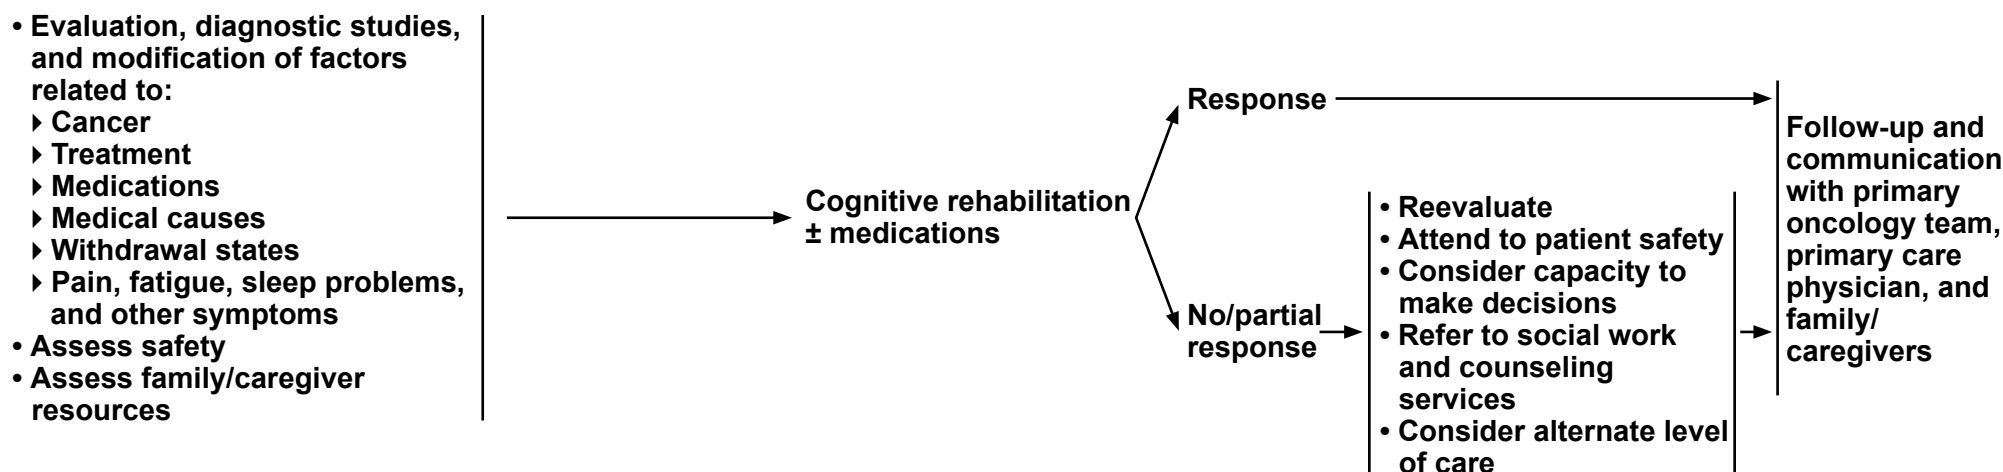 • Evaluation, diagnostic studies,
and modification of factors
related to:
‣ Cancer
‣ Treatment
‣ Medications
‣ Medical causes
‣ Withdrawal states
‣ Pain, fatigue, sleep problems,
and other symptoms
• Assess safety
• Assess family/caregiver
resources
Cognitive rehabilitation
± medications
Response
No/partial
response
• Reevaluate
• Attend to patient safety
• Consider capacity to
make decisions
• Refer to social work
and counseling
services
• Consider alternate level
of care
Follow-up and
communication
with primary
oncology team,
primary care
physician, and
family/
caregivers